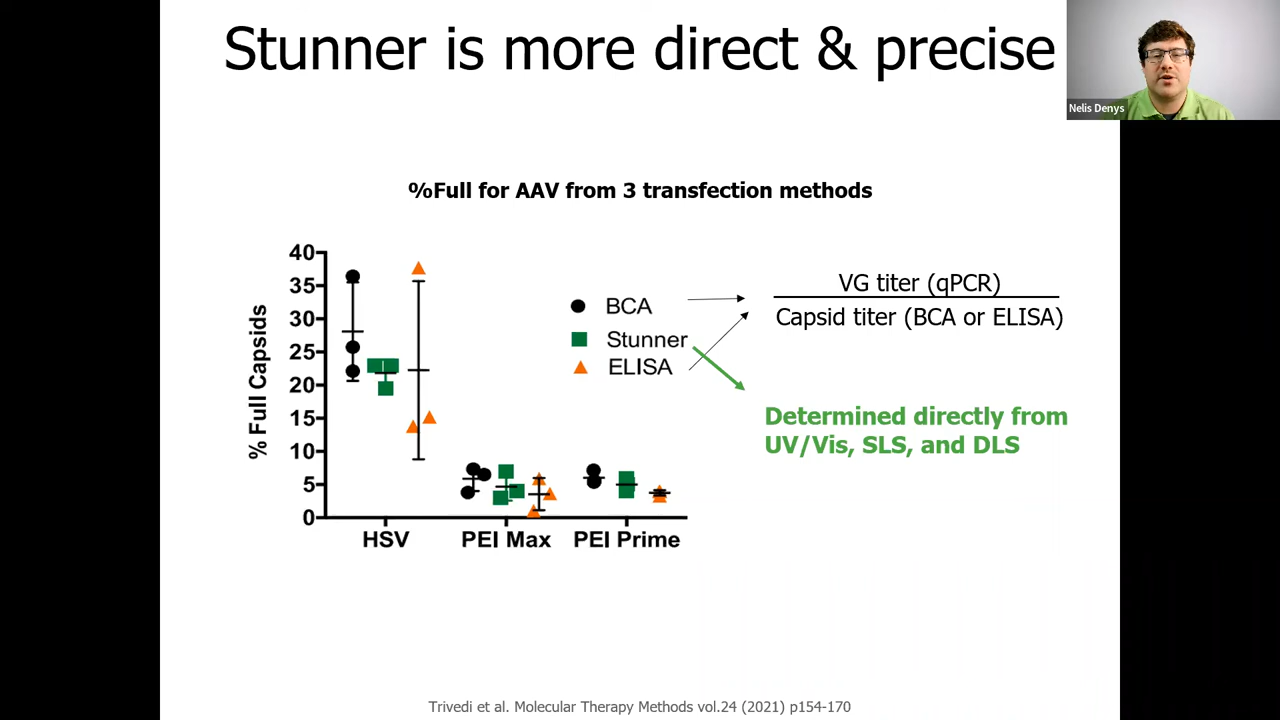 Stunner is more direct & precise
Nelis Denys
%Full for AAV from 3 transfection methods
% Full Capsids
40
35
30
25
20
15
10
5
0
HSV
PEI Max
PEI Prime
BCA
Stunner
ELISA
VG titer (qPCR)
Capsid titer (BCA or ELISA)
Determined directly from
UV/Vis, SLS, and DLS
Trivedi et al. Molecular Therapy Methods vol.24 (2021) p154-170